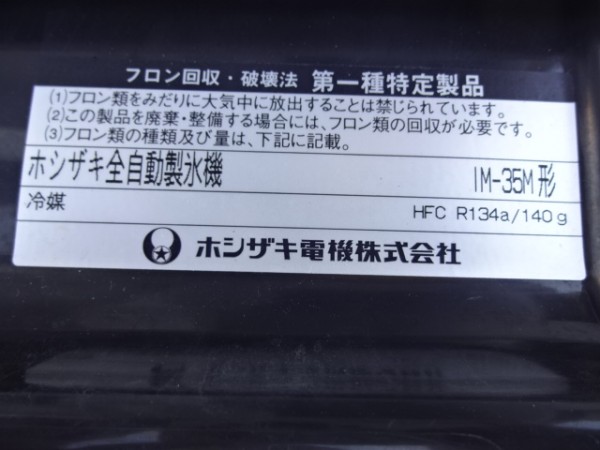 フロン回収・破壊法 第一種特定製品
(1)フロン類をみだりに大気中に放出することは禁じられています。
(2)この製品を廃棄・整備する場合には、フロン類の回収が必要です。
(3)フロン類の種類及び量は、下記に記載。
ホシザキ全自動製氷機 IM-35M形
冷媒 HFC R134a/140g
ホシザキ電機株式会社